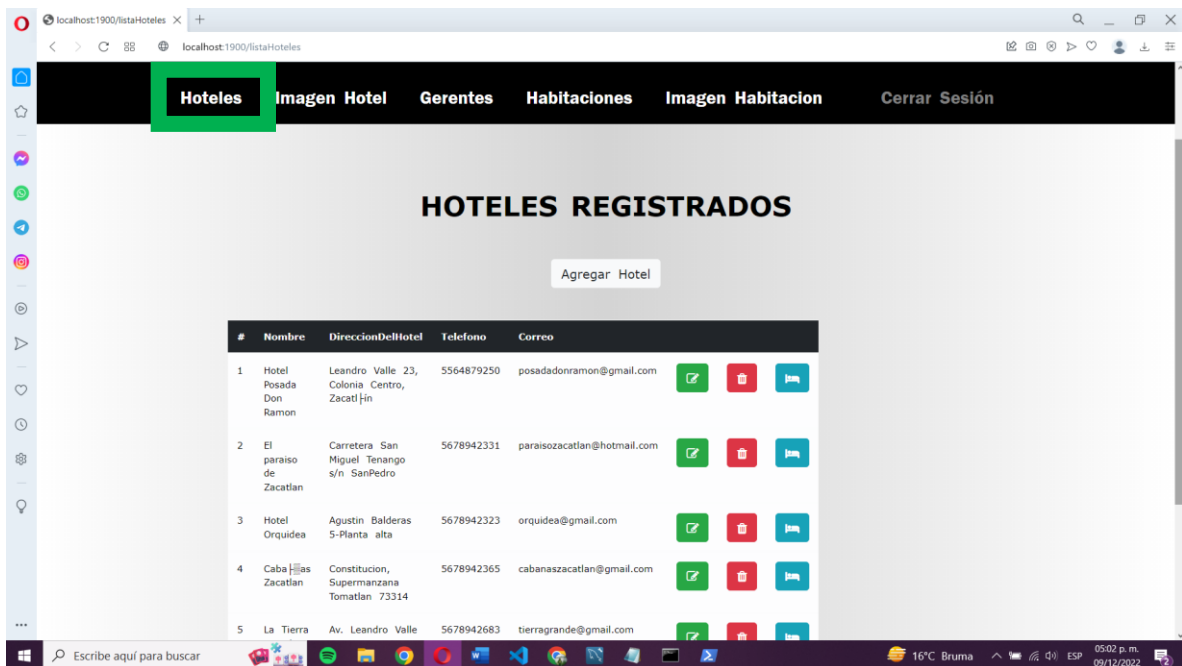 localhost:1900/listaHoteles
localhost:1900/listaHoteles
Hoteles Imagen Hotel Gerentes Habitaciones Imagen Habitacion Cerrar Sesión
HOTELES REGISTRADOS
Agregar Hotel
# Nombre DireccionDelHotel Telefono Correo
1 Hotel Leandro Valle 23, 5564879250 posadadonramon@gmail.com
Posada Colonia Centro,
Don Zacatl├ín
Ramon
2 El Carretera San 5678942331 paraisozacatlan@hotmail.com
paraiso Miguel Tenango
de s/n SanPedro
Zacatlan
3 Hotel Agustin Balderas 5678942323 orquidea@gmail.com
Orquidea 5-Planta alta
4 Caba├▒as Constitucion, 5678942365 cabanaszacatlan@gmail.com
Zacatlan Supermanzana
Tomatlan 73314
5 La Tierra Av. Leandro Valle 5678942683 tierragrande@gmail.com
Escribe aquí para buscar
16°C Bruma ESP 05:02 p. m.
09/12/2022
2